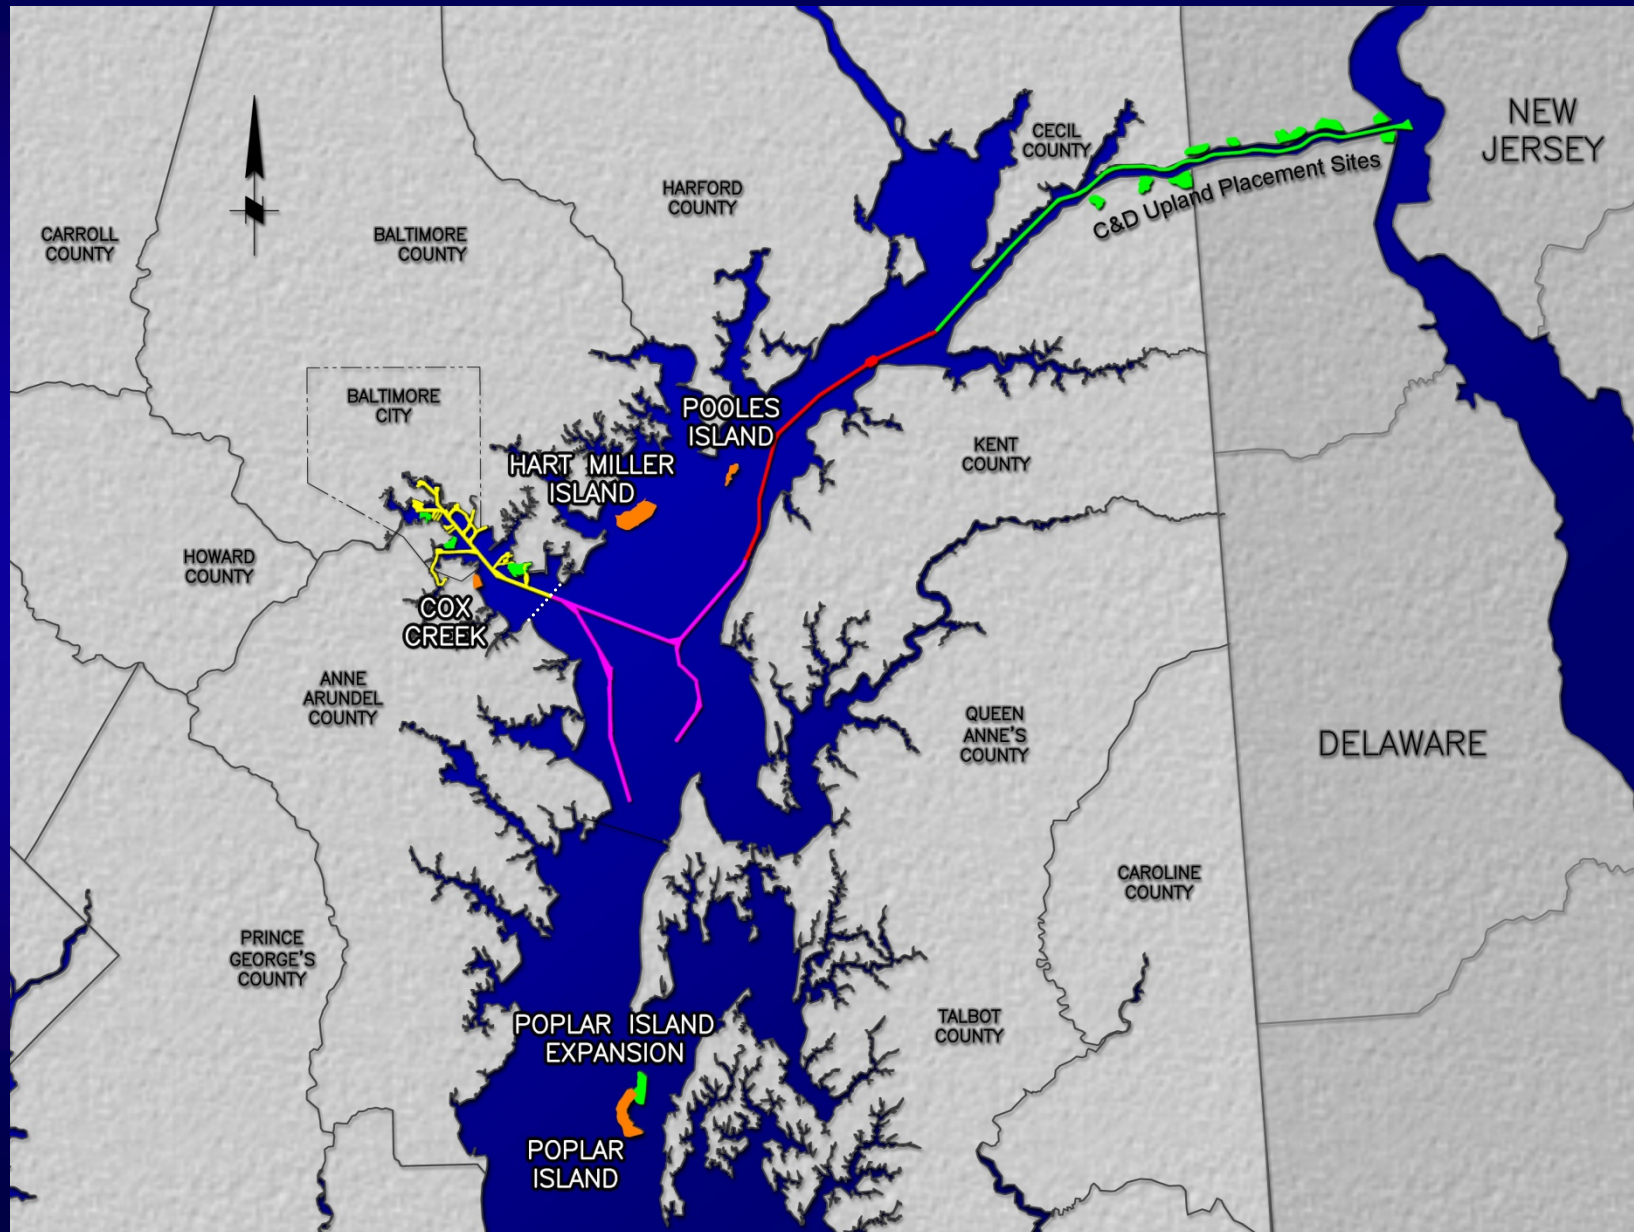 NEW
JERSEY
CECIL
COUNTY
C&D Upland Placement Sites
HARFORD
COUNTY
CARROLL
COUNTY
BALTIMORE
COUNTY
BALTIMORE
CITY
POOLES
ISLAND
HART MILLER
ISLAND
KENT
COUNTY
HOWARD
COUNTY
COX
CREEK
ANNE
ARUNDEL
COUNTY
QUEEN
ANNE'S
COUNTY
DELAWARE
CAROLINE
COUNTY
PRINCE
GEORGE'S
COUNTY
POPLAR ISLAND
EXPANSION
TALBOT
COUNTY
POPLAR
ISLAND